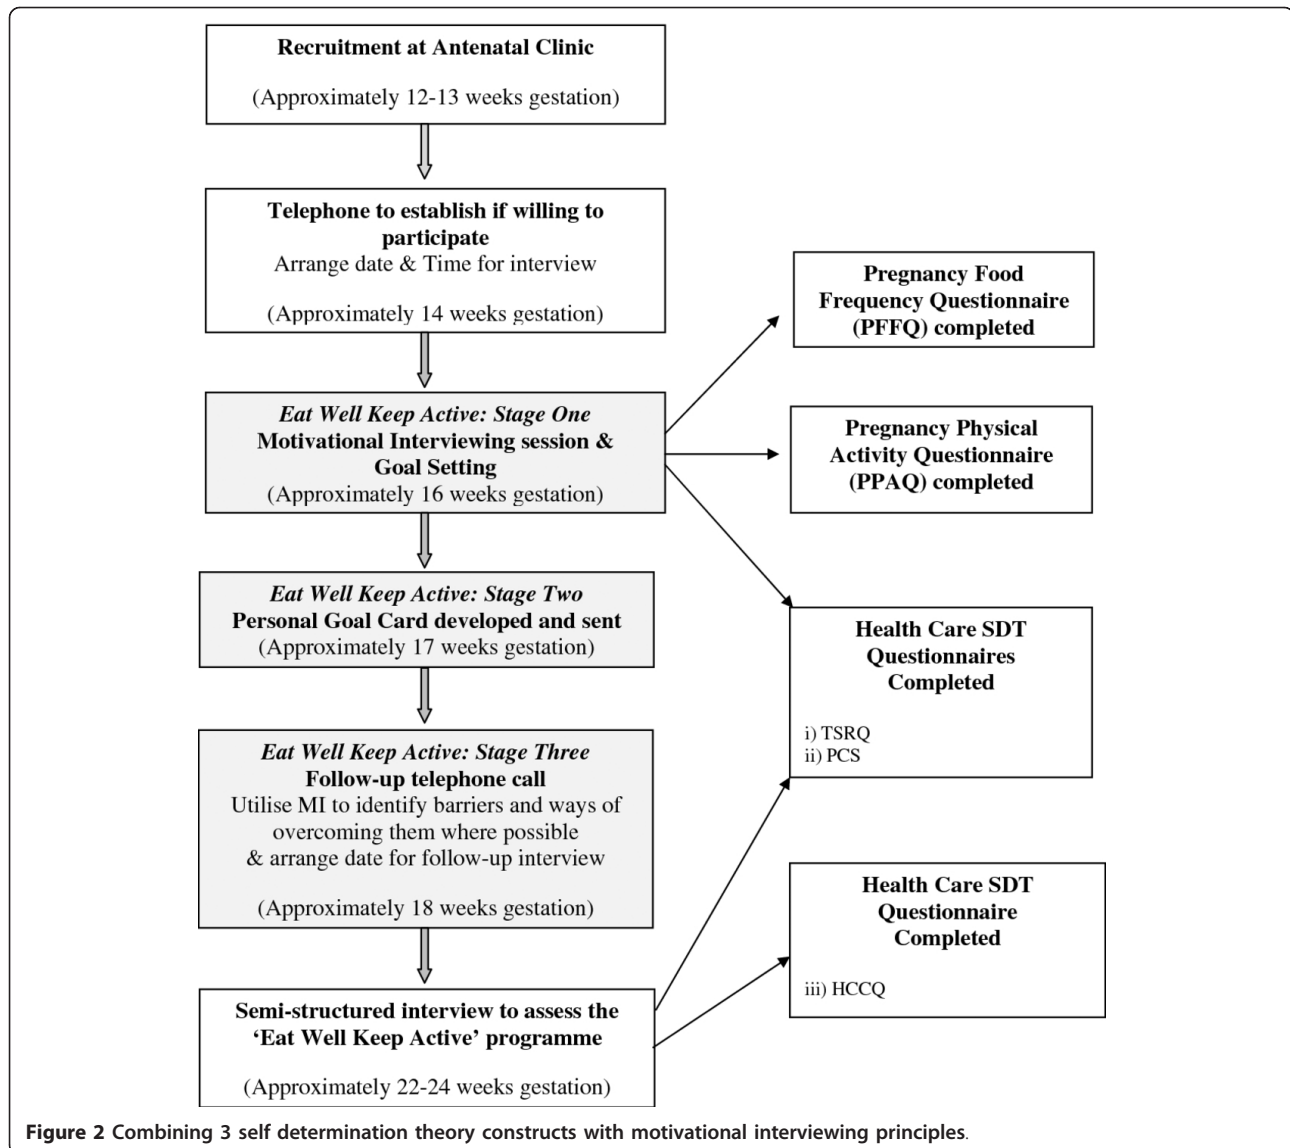 Recruitment at Antenatal Clinic
(Approximately 12-13 weeks gestation)
Telephone to establish if willing to
participate
Arrange date & Time for interview
(Approximately 14 weeks gestation)
Eat Well Keep Active: Stage One
Motivational Interviewing session &
Goal Setting
(Approximately 16 weeks gestation)
Pregnancy Food
Frequency Questionnaire
(PFFQ) completed
Pregnancy Physical
Activity Questionnaire
(PPAQ) completed
Eat Well Keep Active: Stage Two
Personal Goal Card developed and sent
(Approximately 17 weeks gestation)
Health Care SDT
Questionnaires
Completed
i) TSRQ
ii) PCS
Eat Well Keep Active: Stage Three
Follow-up telephone call
Utilise MI to identify barriers and ways of
overcoming them where possible
& arrange date for follow-up interview
(Approximately 18 weeks gestation)
Health Care SDT
Questionnaire
Completed
iii) HCCQ
Semi-structured interview to assess the
‘Eat Well Keep Active’ programme
(Approximately 22-24 weeks gestation)
Figure 2 Combining 3 self determination theory constructs with motivational interviewing principles.